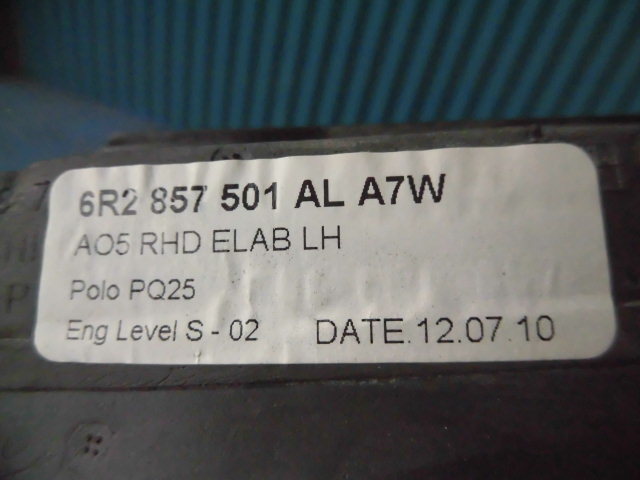 6R2 857 501 AL A7W
AO5 RHD ELAB LH
Polo PQ25
Eng Level S - 02 DATE.12.07.10